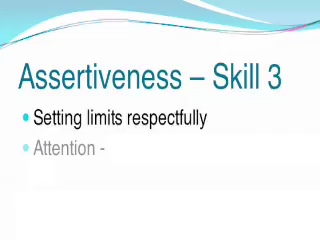 Assertiveness – Skill 3
Setting limits respectfully
Attention -